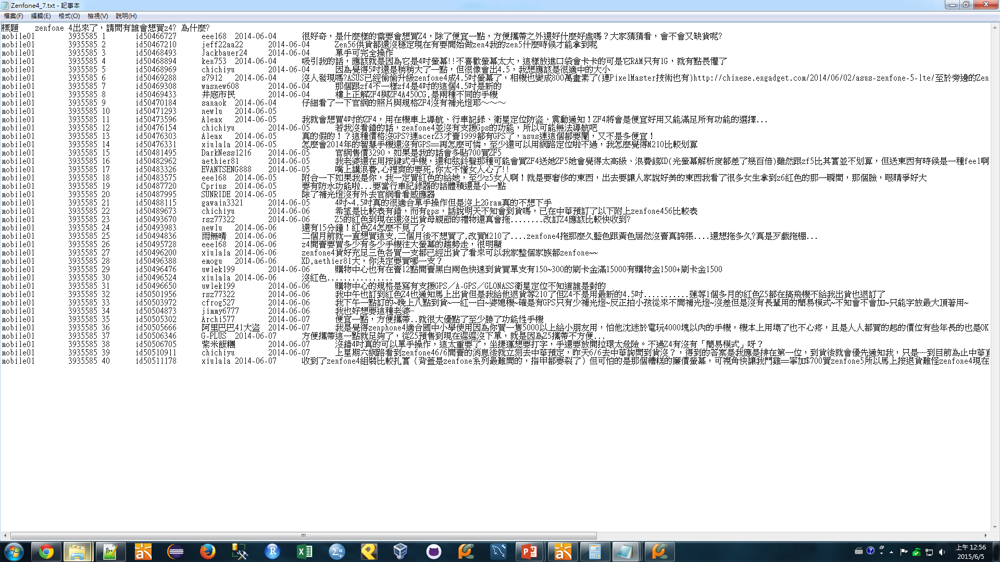 Zenfone4_7.txt - 記事本
檔案(F) 編輯(E) 格式(O) 檢視(V) 說明(H)
標題 zenfone 4出來了，請問有誰會想買z4? 為什麼?
mobile01 3935585 1 id50466727 eee168 2014-06-04 很好奇，是什麼樣的需要會想買Z4，除了便宜一點，方便攜帶之外還好什麼好處嗎？大家猜猜看，會不會又缺貨呢?
mobile01 3935585 2 id50467210 jeff22aa22 2014-06-04 Zen56供貨都還沒穩定現在有要開始做zen4我的zen5什麼時候才能拿到呢
mobile01 3935585 3 id50468493 Jackbauer24 2014-06-04 單手可完全操作
mobile01 3935585 4 id50468894 ken753 2014-06-04 吸引我的話，應該就是因為它是4吋螢幕!!不喜歡螢幕太大，這樣放進口袋會卡卡的可是它RAM只有1G，就有點畏懼了
mobile01 3935585 5 id50468969 chichiyu 2014-06-04 因為覺得5吋還是稍稍大了一點，但很像會出4.5，我想應該是很適中的大小
mobile01 3935585 6 id50469288 s7912 2014-06-04 沒人發現嗎?ASUS已經偷偷升級zenfone4成4.5吋螢幕了，相機也變成800萬畫素了(連PixelMaster技術也有)http://chinese.engadget.com/2014/06/02/asus-zenfone-5-lte/至於旁邊的Zen
mobile01 3935585 7 id50469308 wasnew608 2014-06-04 那個跟zf4不一樣zf4是4吋的這個4.5吋是新的
mobile01 3935585 8 id50469433 井底市民 2014-06-04 樓上正解ZF4與ZF4A450CG,是兩種不同的手機
mobile01 3935585 9 id50470184 sanaok 2014-06-04 仔細看了一下官網的照片與規格ZF4沒有補光燈耶～～～
mobile01 3935585 10 id50471293 newlu 2014-06-05
mobile01 3935585 11 id50473596 Aleax 2014-06-05 我就會想買4吋的ZF4，用在機車上導航、行車記錄、衛星定位防盜、震動通知！ZF4將會是便宜好用又能滿足所有功能的選擇...
mobile01 3935585 12 id50476154 chichiyu 2014-06-05 若我沒看錯的話，zenfone4並沒有支援Gps的功能，所以可能無法導航吧
mobile01 3935585 13 id50476303 Aleax 2014-06-05 真的假的！？這種價格沒GPS?連acerZ3才賣1999都有GPS了，asus連這個都要閹，又不是多便宜！
mobile01 3935585 14 id50476331 xiulala 2014-06-05 怎麼會2014年的智慧手機還沒有GPS==再怎麼可憐，至少還可以用網路定位啦不過，我怎麼覺得M210比較划算
mobile01 3935585 15 id50481495 DarkNess1216 2014-06-05 官網售價3290，如果是我的話會多貼700買ZF5
mobile01 3935585 16 id50482962 aethier81 2014-06-05 我老婆還在用按鍵式手機，還和弦鈴聲那種可能會買ZF4送她ZF5她會覺得太高級、浪費錢XD(光螢幕解析度都差了幾百倍)雖然跟zf5比其實並不划算，但送東西有時候是一種feel啊
mobile01 3935585 17 id50483326 EVANTSENG888 2014-06-05 嘴上講浪費,心裡爽的要死,你太不懂女人心了!!
mobile01 3935585 18 id50483575 eee168 2014-06-05 附合一下如果我是你，我一定買紅色的給她，至少z5女人啊！就是要奢侈的東西，出去要讓人家說好美的東西我看了很多女生拿到z6紅色的那一瞬間，那個臉，眼睛爭好大
mobile01 3935585 19 id50487720 Cprius 2014-06-05 要有防水功能啦...要當行車紀錄器的話體積還是小一點
mobile01 3935585 20 id50487995 SUNRIDE 2014-06-05 除了補光燈沒有外去官網看看感應器
mobile01 3935585 21 id50488115 gawain3321 2014-06-05 4吋~4.5吋真的很適合單手操作但是沒上2Gram真的不想下手
mobile01 3935585 22 id50489673 chichiyu 2014-06-06 希望是比較表有錯，而有gps，話說明天不知會到貨嗎，已在中華預訂了以下附上zenfone456比較表
mobile01 3935585 23 id50493670 rsz77322 2014-06-06 Z5的紅色到現在還沒出貨母親節的禮物還真會拖........改訂Z4應該比較快收到?
mobile01 3935585 24 id50493983 newlu 2014-06-06 還有15分鐘！紅色Z4怎麼不見了？
mobile01 3935585 25 id50494836 雨無晴 2014-06-06 二個月前就一直想買這支,二個月後不想買了,改買M210了....zenfone4拖那麼久藍色跟黃色居然沒賣真誇張....還想拖多久?真是歹戲拖棚...
mobile01 3935585 26 id50495728 eee168 2014-06-06 z4開賣要買多少有多少手機往大螢幕的趨勢走，很明顯
mobile01 3935585 27 id50496200 xiulala 2014-06-06 zenfone4貨好充足三色各買一支都已經出貨了看來可以我家整個家族都zenfone~~
mobile01 3935585 28 id50496388 emogu 2014-06-06 XD,aethier81大，你決定要買哪一支？
mobile01 3935585 29 id50496476 uwlek199 2014-06-06 購物中心也有在賣12點開賣黑白兩色快速到貨買單支有150~300的刷卡金滿15000有購物金1500+刷卡金1500
mobile01 3935585 30 id50496524 xiulala 2014-06-06 沒紅色................
mobile01 3935585 31 id50496650 uwlek199 2014-06-06 購物中心的規格是寫有支援GPS／A-GPS／GLONASS衛星定位不知道誰是對的
mobile01 3935585 32 id50501956 rsz77322 2014-06-06 我中午也訂到紅色Z4也通知馬上出貨但是我給他退貨等210了但Z4不是用最新的4.5吋...........蓮等1個多月的紅色Z5都在搞飛機不給我出貨也退訂了
mobile01 3935585 33 id50503972 cfrog527 2014-06-06 我下午一點訂的~晚上八點到貨~一紅一白~婆媳機~確是有GPS只有少補光燈~反正拍小孩從來不開補光燈~沒差但是沒有長輩用的簡易模式~不知會不會加~只能字放最大頂著用~
mobile01 3935585 34 id50504873 jimmy6777 2014-06-06 我也好想要這種老婆…
mobile01 3935585 35 id50505302 Archi577 2014-06-07 便宜一點，方便攜帶..就很大優點了至少勝了功能性手機
mobile01 3935585 36 id50505666 阿里巴巴41大盜 2014-06-07 我是覺得zenphone4適合國中小學使用因為你買一隻5000以上給小朋友用，怕他沈迷於電玩4000塊以內的手機，機本上用壞了也不心疼，且是人人都買的起的價位有些年長的也是OK
mobile01 3935585 37 id50506346 G-PLUS 2014-06-07 方便攜帶這一點就足夠了，從Z5預售到現在遲遲沒下單，就是因為Z5攜帶不方便...
mobile01 3935585 38 id50506705 紫米飯糰 2014-06-07 沒錯4吋真的可以單手操作，這太重要了，坐捷運想要打字，手還要放開拉環太危險。不過Z4有沒有「簡易模式」呀？
mobile01 3935585 39 id50510911 chichiyu 2014-06-07 上星期六網路看到zenfone46/6開賣的消息後就立刻去中華預定，昨天6/6去中華詢問到貨沒？，得到的答案是我應是排在第一位，到貨後就會優先通知我，只是……到目前為止中華直
mobile01 3935585 40 id50511178 xiulala 2014-06-07 收到了zenfone4組裝比較扎實（背蓋是zenfone系列最難開的，指甲都要裂了）但可怕的是那個糟糕的廉價螢幕，可視角快讓我鬥雞==寧加$700買zenfone5所以馬上按退貨難怪zenfone4現在
上午 12:56
2015/6/5